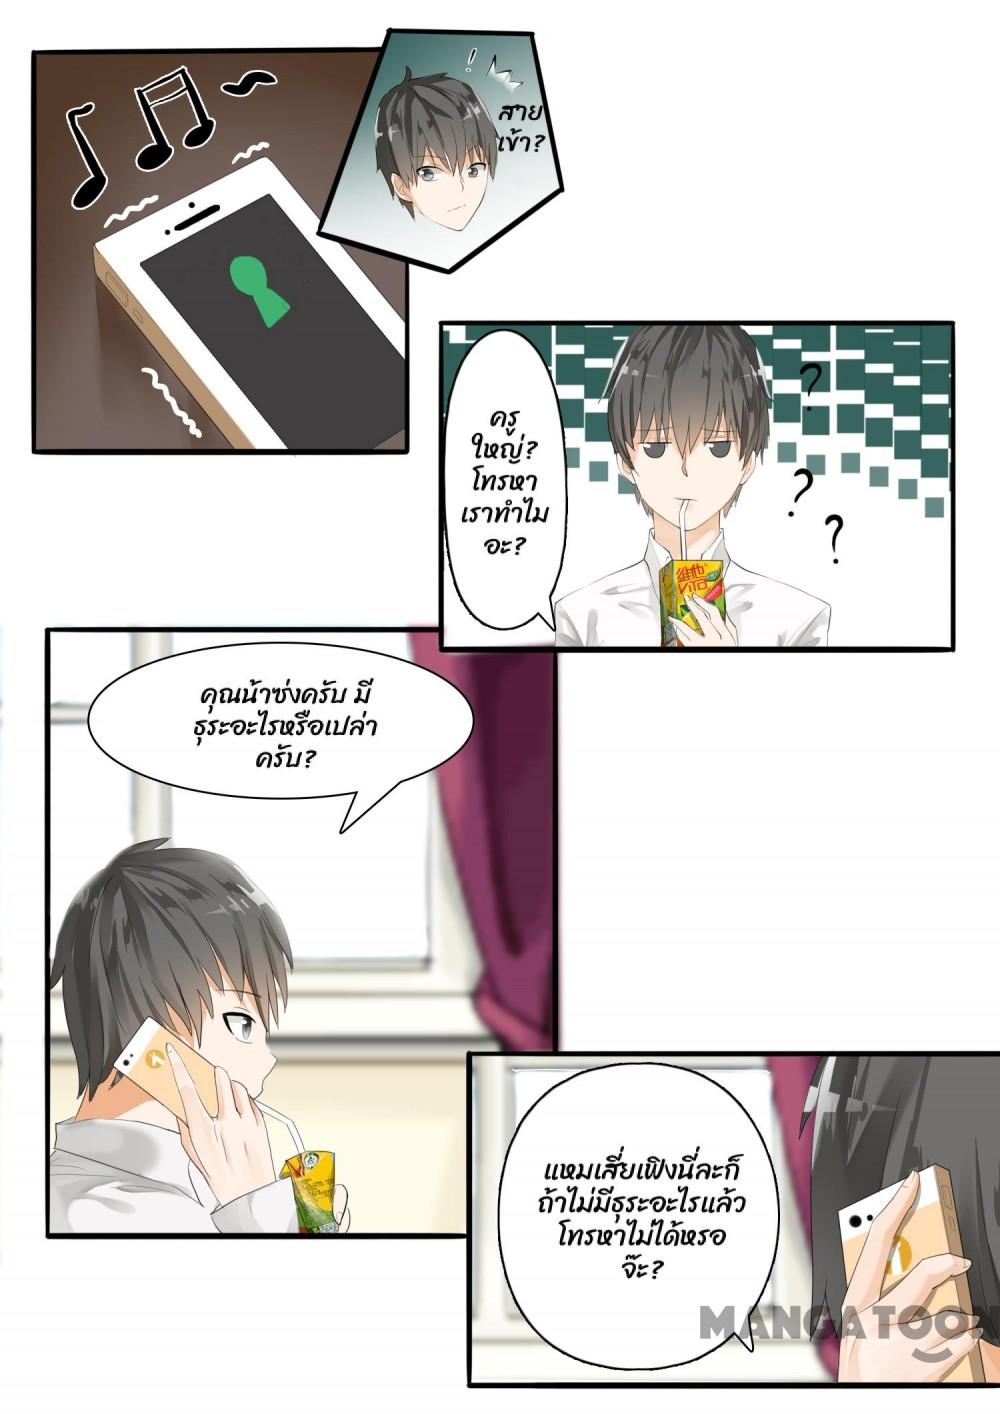 สาย
เข้า?
ครู
ใหญ่?
โทรหา
เราทำไม
อะ?
?
?
?
維他
ViTa
คุณน้าซ่งครับ มี
ธุระอะไรหรือเปล่า
ครับ?
แหมเสี่ยเฟิงนี่ละก็
ถ้าไม่มีธุระอะไรแล้ว
โทรหาไม่ได้หรอ
จ๊ะ?
MANGATOON